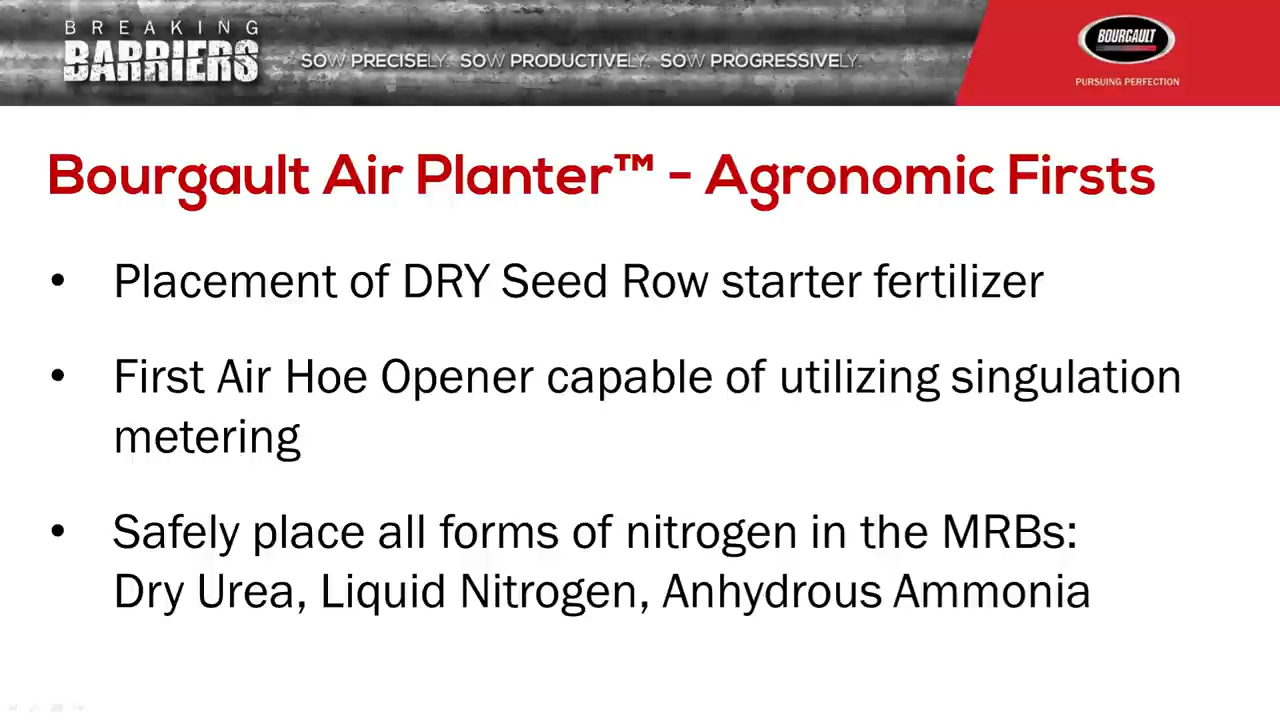 BREAKING
BARRIERS
SOW PRECISELY. SOW PRODUCTIVELY. SOW PROGRESSIVELY.
BOURGAULT
PURSUING PERFECTION
Bourgault Air Planter™ - Agronomic Firsts
• Placement of DRY Seed Row starter fertilizer
• First Air Hoe Opener capable of utilizing singulation
metering
• Safely place all forms of nitrogen in the MRBs:
Dry Urea, Liquid Nitrogen, Anhydrous Ammonia